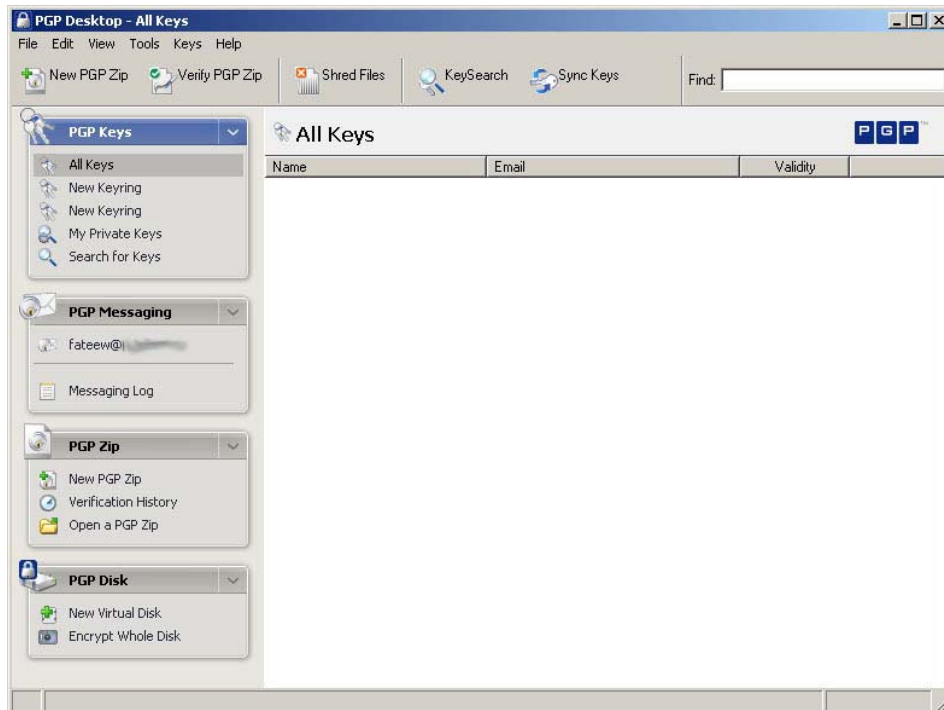 PGP Desktop - All Keys
File Edit View Tools Keys Help
New PGP Zip Verify PGP Zip Shred Files KeySearch Sync Keys Find:
PGP Keys
All Keys
New Keyring
New Keyring
My Private Keys
Search for Keys
PGP Messaging
fateew@
Messaging Log
PGP Zip
New PGP Zip
Verification History
Open a PGP Zip
PGP Disk
New Virtual Disk
Encrypt Whole Disk
All Keys
PGP™
Name Email Validity